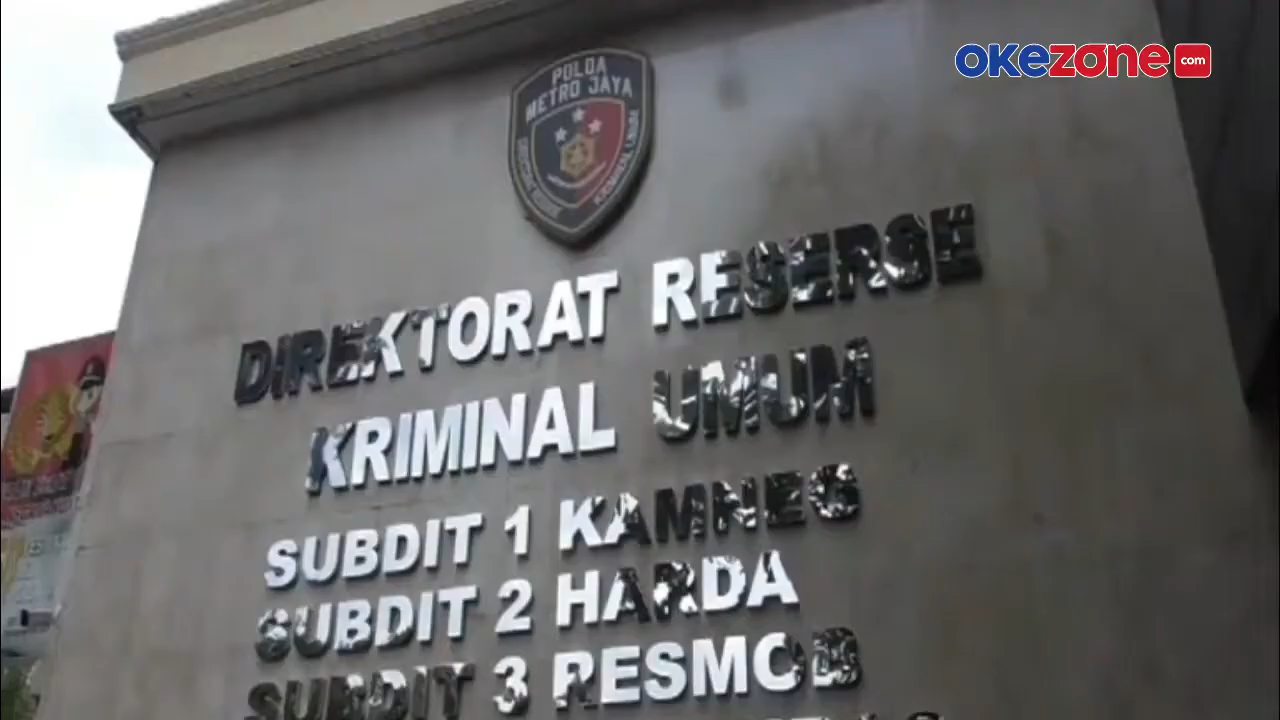 okezone.com
POLDA
METRO JAYA
DIREKTORAT RESERSE
KRIMINAL UMUM
SUBDIT 1 KAMNEG
SUBDIT 2 HARDA
SUBDIT 3 RESMOB